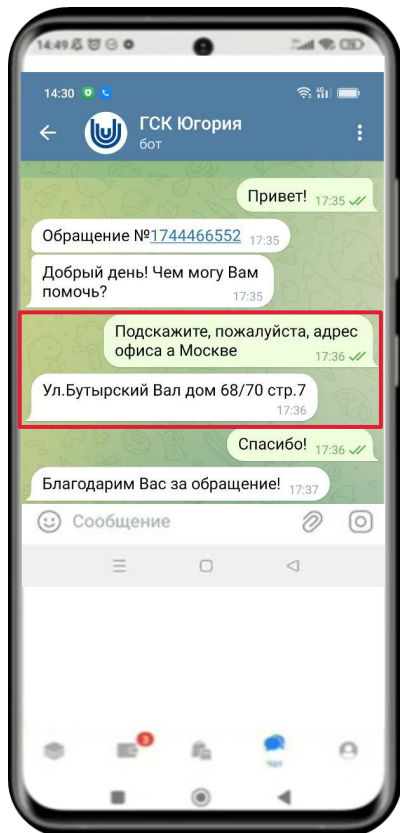 14:49
14:30
ГСК Югория
бот
Привет! 17:35
Обращение №1744466552 17:35
Добрый день! Чем могу Вам
помочь? 17:35
Подскажите, пожалуйста, адрес
офиса а Москве 17:36
Ул.Бутырский Вал дом 68/70 стр.7
17:36
Спасибо! 17:36
Благодарим Вас за обращение! 17:37
Сообщение
3
Чат